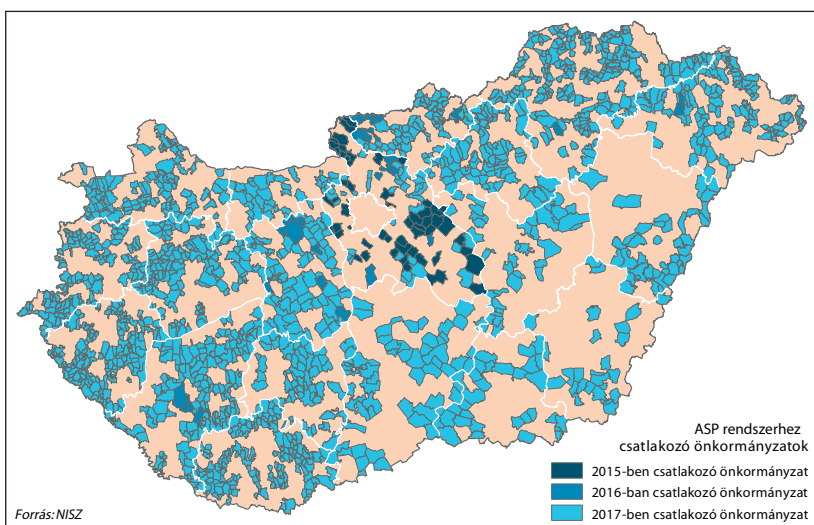 ASP rendszerhez
csatlakozó önkormányzatok
2015-ben csatlakozó önkormányzat
2016-ban csatlakozó önkormányzat
2017-ben csatlakozó önkormányzat
Forrás: NISZ